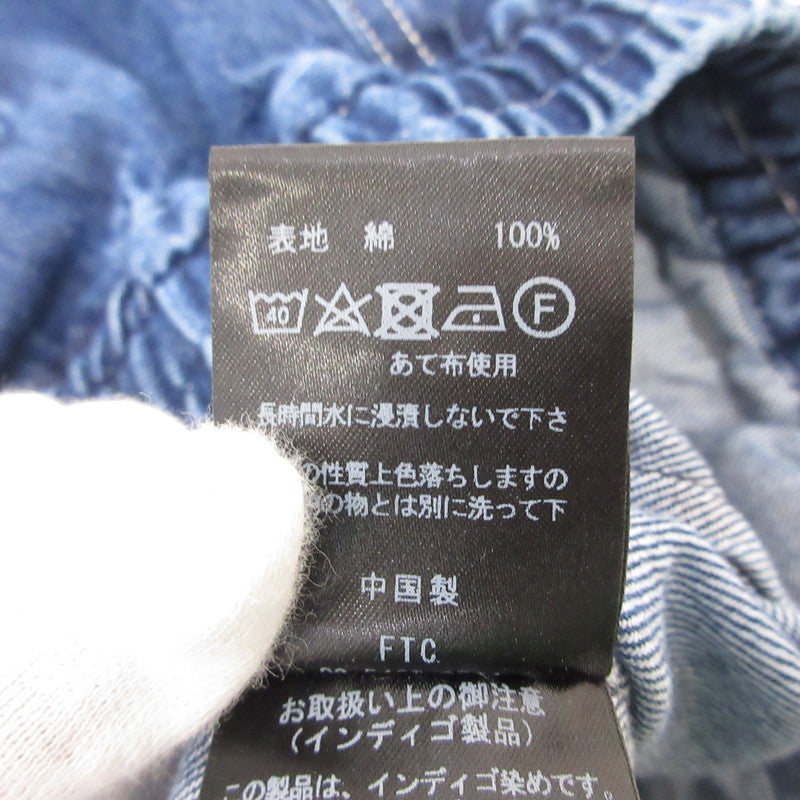 表地 綿 100%
40 F
あて布使用
長時間水に浸漬しないで下さ
の性質上色落ちしますの
の物とは別に洗って下
中国製
FTC
お取扱い上の御注意
(インディゴ製品)
この製品は、インディゴ染めです。